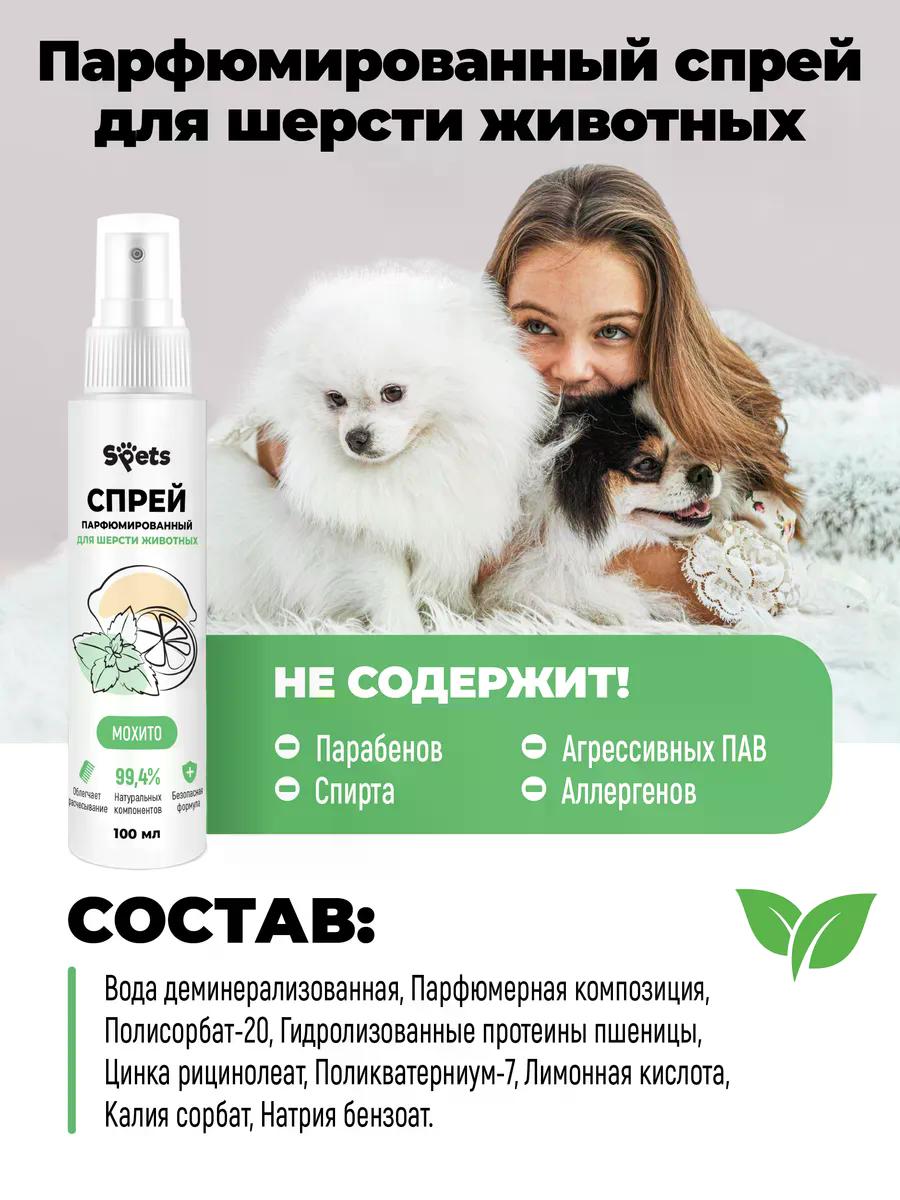 Парфюмированный спрей
для шерсти животных
Spets
СПРЕЙ
ПАРФЮМИРОВАННЫЙ
ДЛЯ ШЕРСТИ ЖИВОТНЫХ
МОХИТО
99,4%
Облегчает
расчесывание
Натуральных
компонентов
Безопасная
формула
100 мл
НЕ СОДЕРЖИТ!
Парабенов
Агрессивных ПАВ
Спирта
Аллергенов
СОСТАВ:
Вода деминерализованная, Парфюмерная композиция,
Полисорбат-20, Гидролизованные протеины пшеницы,
Цинка рицинолеат, Поликватерниум-7, Лимонная кислота,
Калия сорбат, Натрия бензоат.